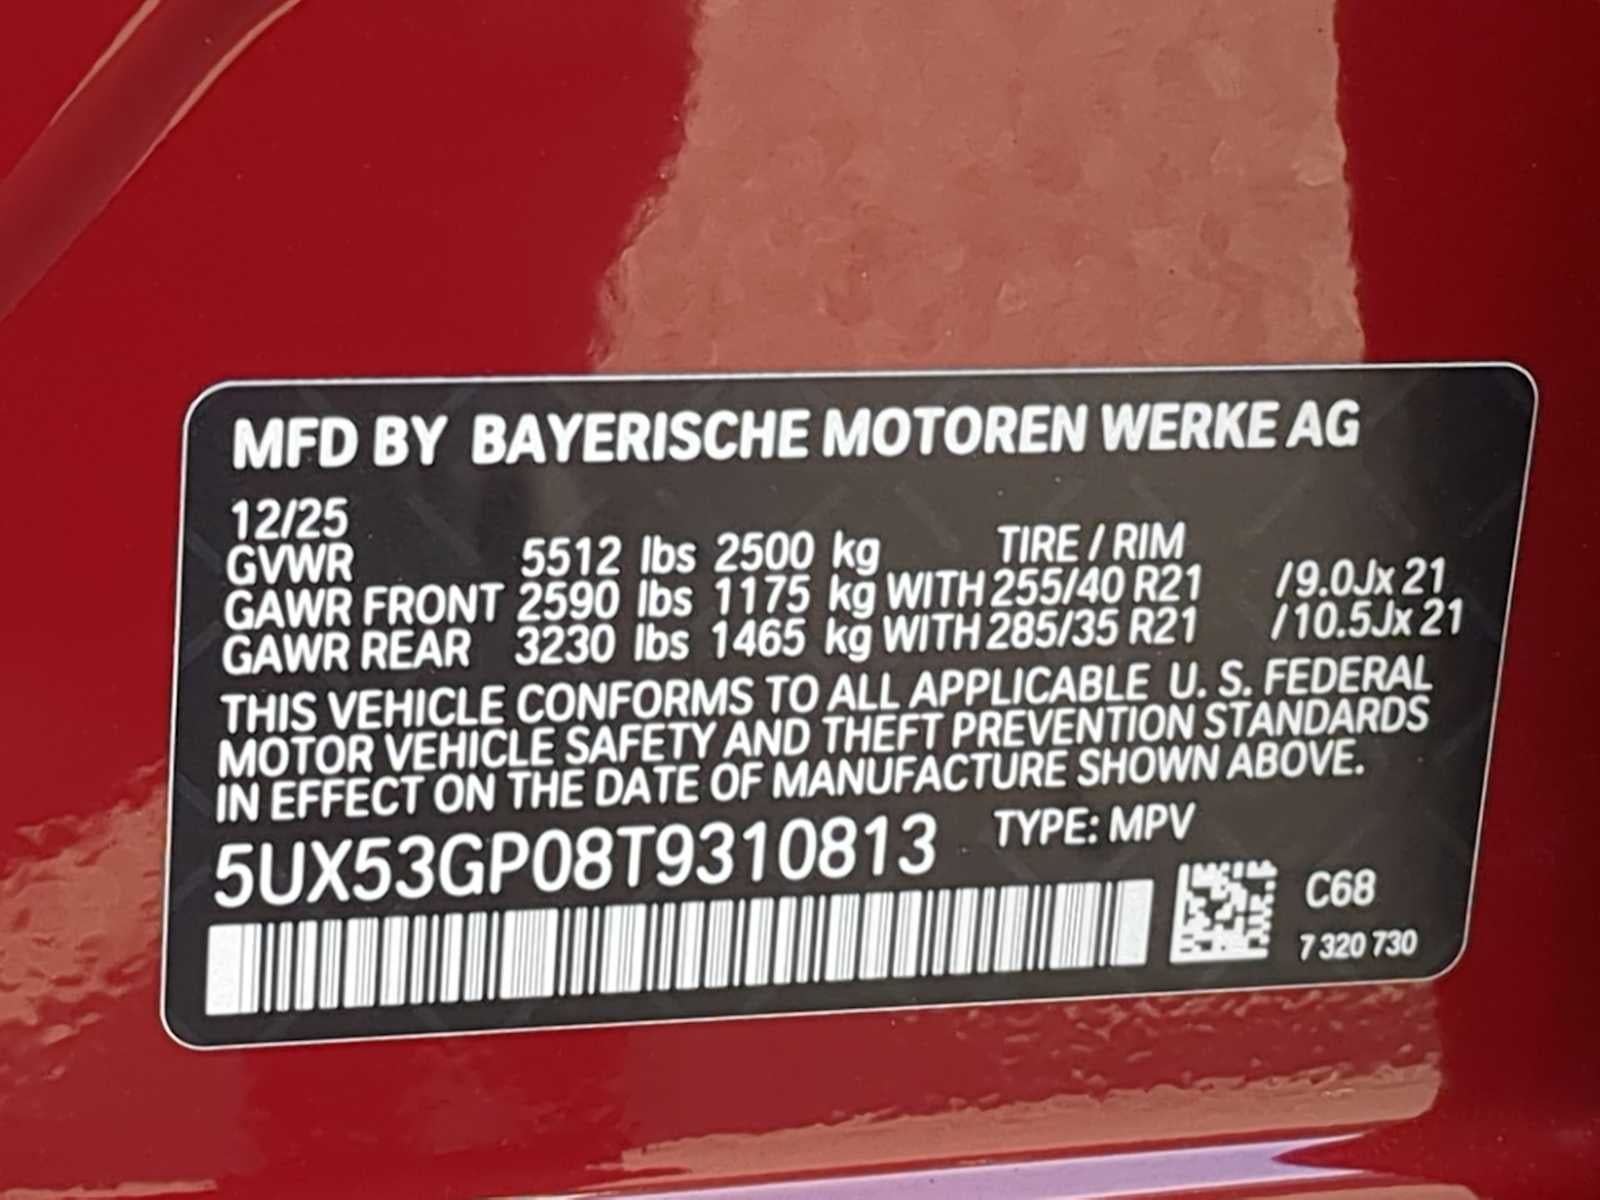 MFD BY BAYERISCHE MOTOREN WERKE AG
12/25
GVWR 5512 lbs 2500 kg TIRE / RIM
GAWR FRONT 2590 lbs 1175 kg WITH 255/40 R21 /9.0Jx 21
GAWR REAR 3230 lbs 1465 kg WITH 285/35 R21 /10.5Jx 21
THIS VEHICLE CONFORMS TO ALL APPLICABLE U. S. FEDERAL
MOTOR VEHICLE SAFETY AND THEFT PREVENTION STANDARDS
IN EFFECT ON THE DATE OF MANUFACTURE SHOWN ABOVE.
5UX53GP08T9310813 TYPE: MPV
C68
7 320 730